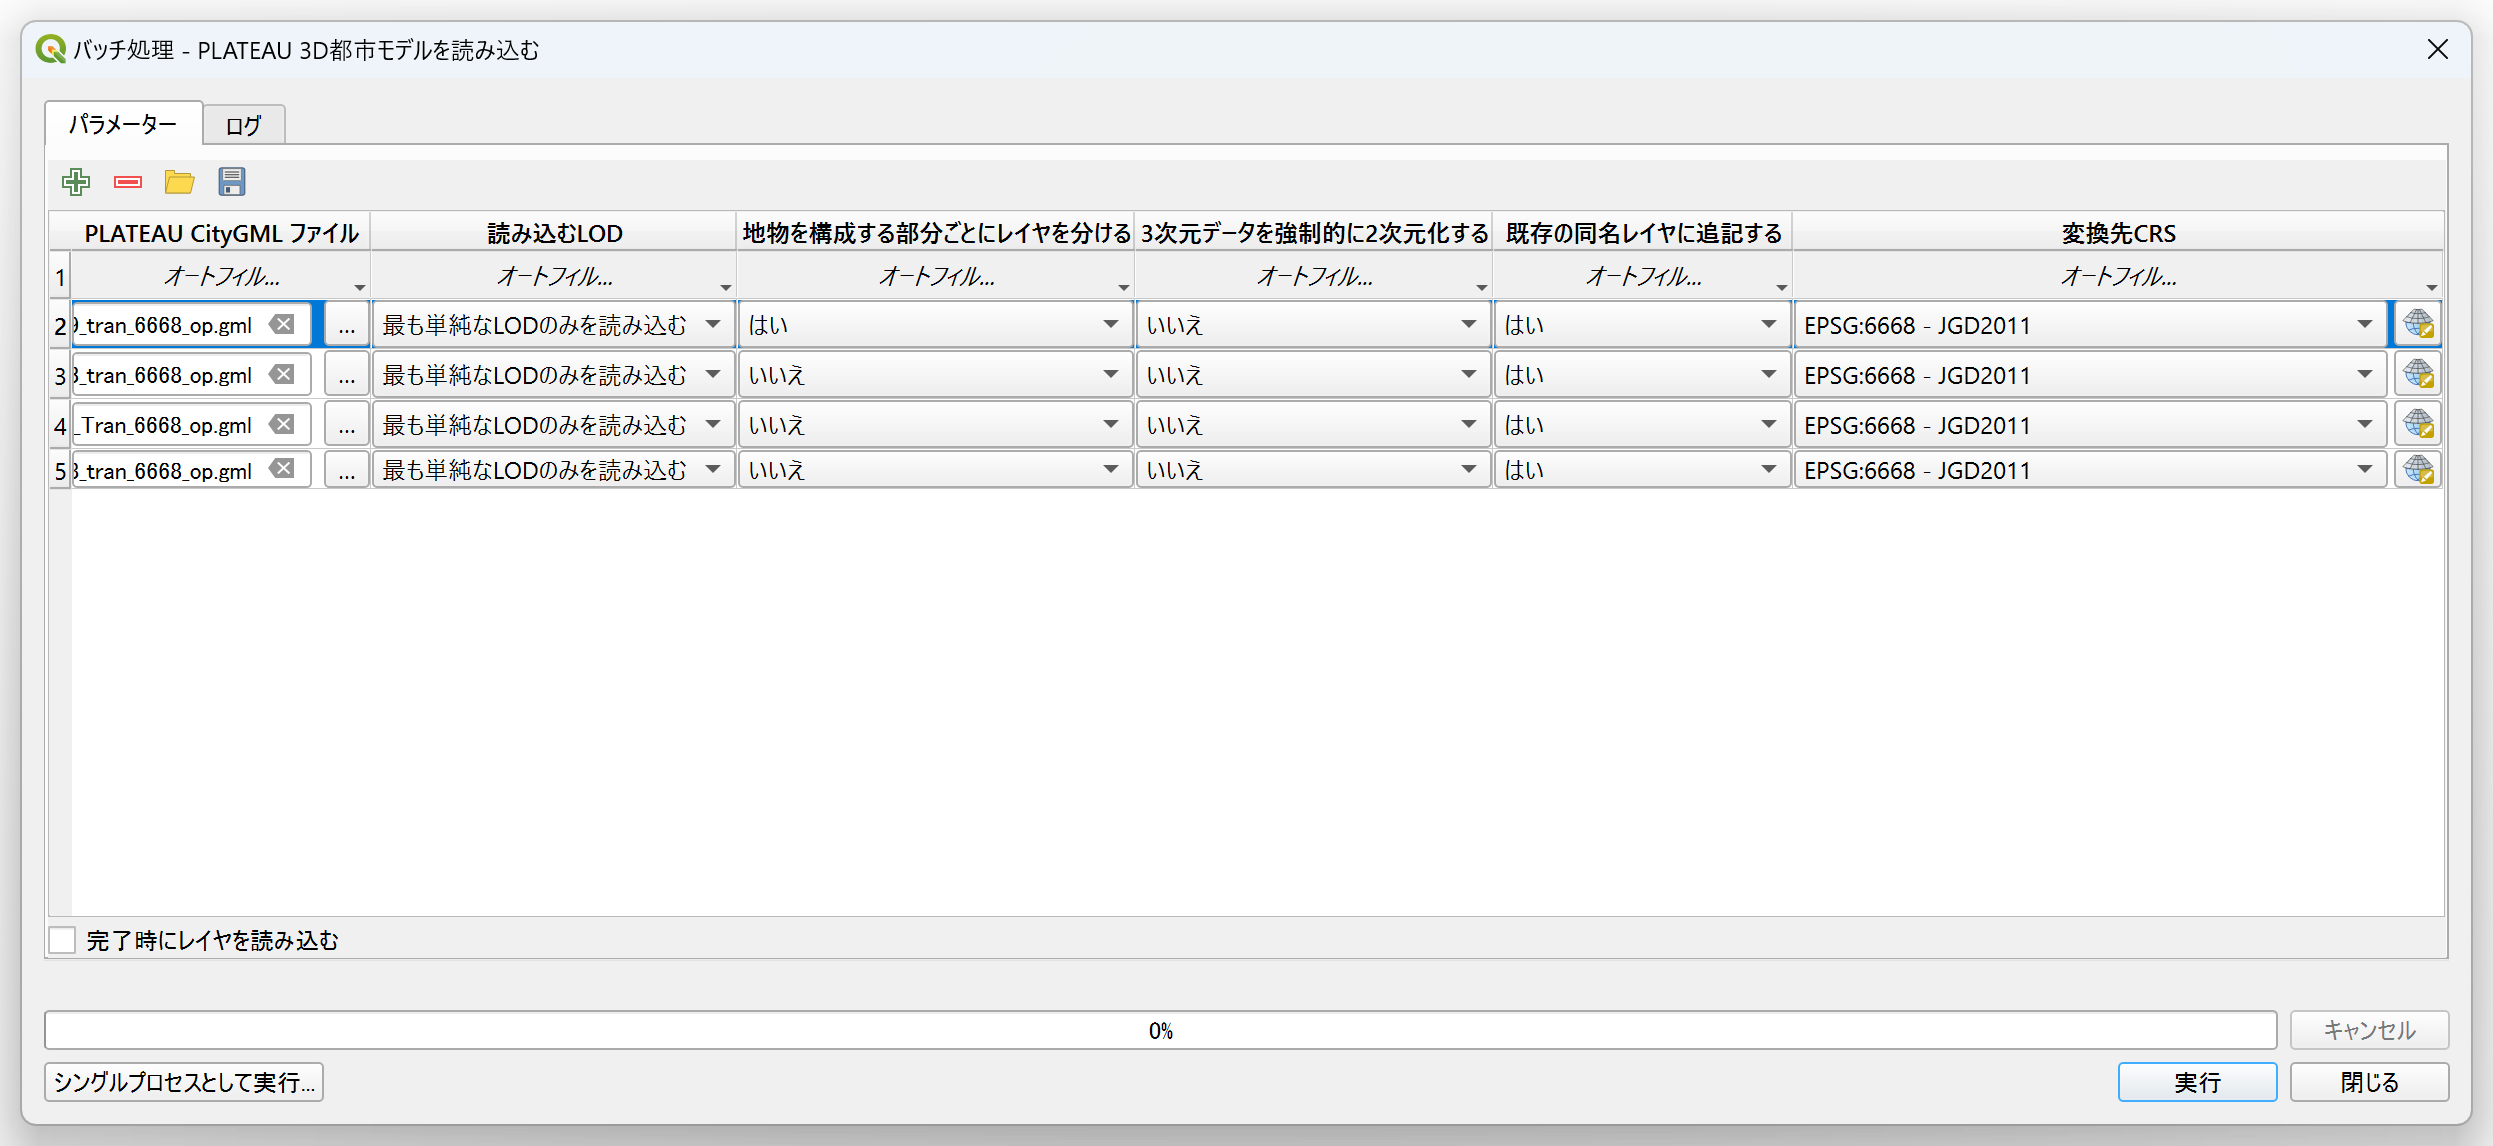 バッチ処理 - PLATEAU 3D都市モデルを読み込む
パラメーター ログ
PLATEAU CityGML ファイル 読み込むLOD 地物を構成する部分ごとにレイヤを分ける 3次元データを強制的に2次元化する 既存の同名レイヤに追記する 変換先CRS
1 オートフィル... オートフィル... オートフィル... オートフィル... オートフィル... オートフィル...
2 _tran_6668_op.gml ... 最も単純なLODのみを読み込む はい いいえ はい EPSG:6668 - JGD2011
3 _tran_6668_op.gml ... 最も単純なLODのみを読み込む いいえ いいえ はい EPSG:6668 - JGD2011
4 _Tran_6668_op.gml ... 最も単純なLODのみを読み込む いいえ いいえ はい EPSG:6668 - JGD2011
5 _tran_6668_op.gml ... 最も単純なLODのみを読み込む いいえ いいえ はい EPSG:6668 - JGD2011
完了時にレイヤを読み込む
0% キャンセル
シングルプロセスとして実行... 実行 閉じる